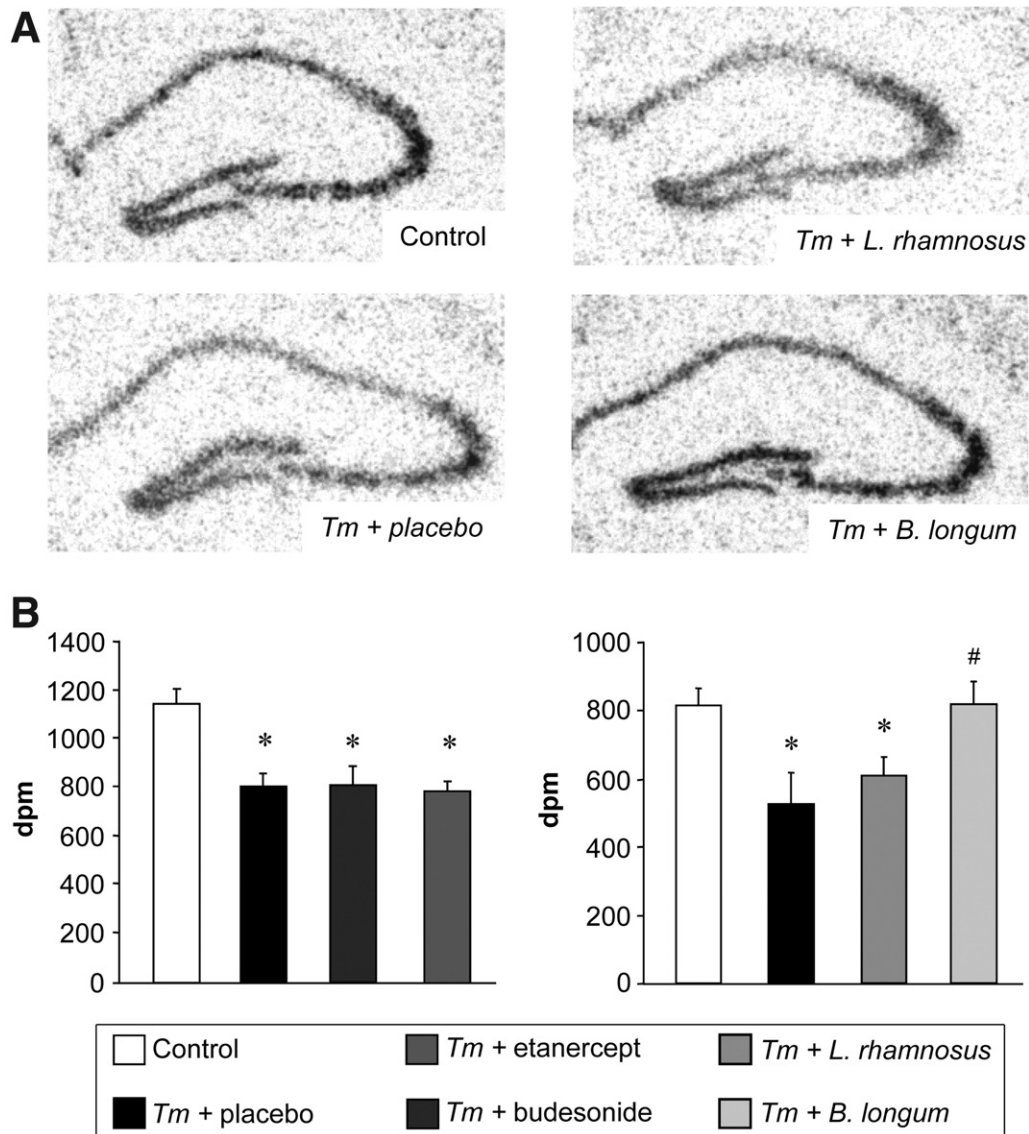 A
Control
Tm + L. rhamnosus
Tm + placebo
Tm + B. longum
B
1400
1200
1000
800
600
400
200
0
dpm
*
*
*
1000
800
600
400
200
0
dpm
*
*
#
Control
Tm + etanercept
Tm + L. rhamnosus
Tm + placebo
Tm + budesonide
Tm + B. longum